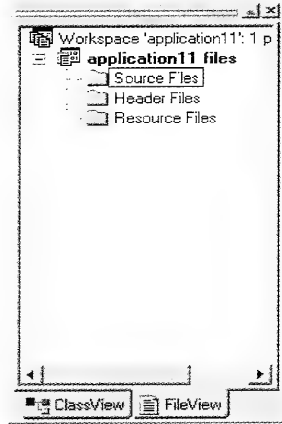 Workspace 'application11': 1 p
application11 files
Source Files
Header Files
Resource Files
ClassView FileView